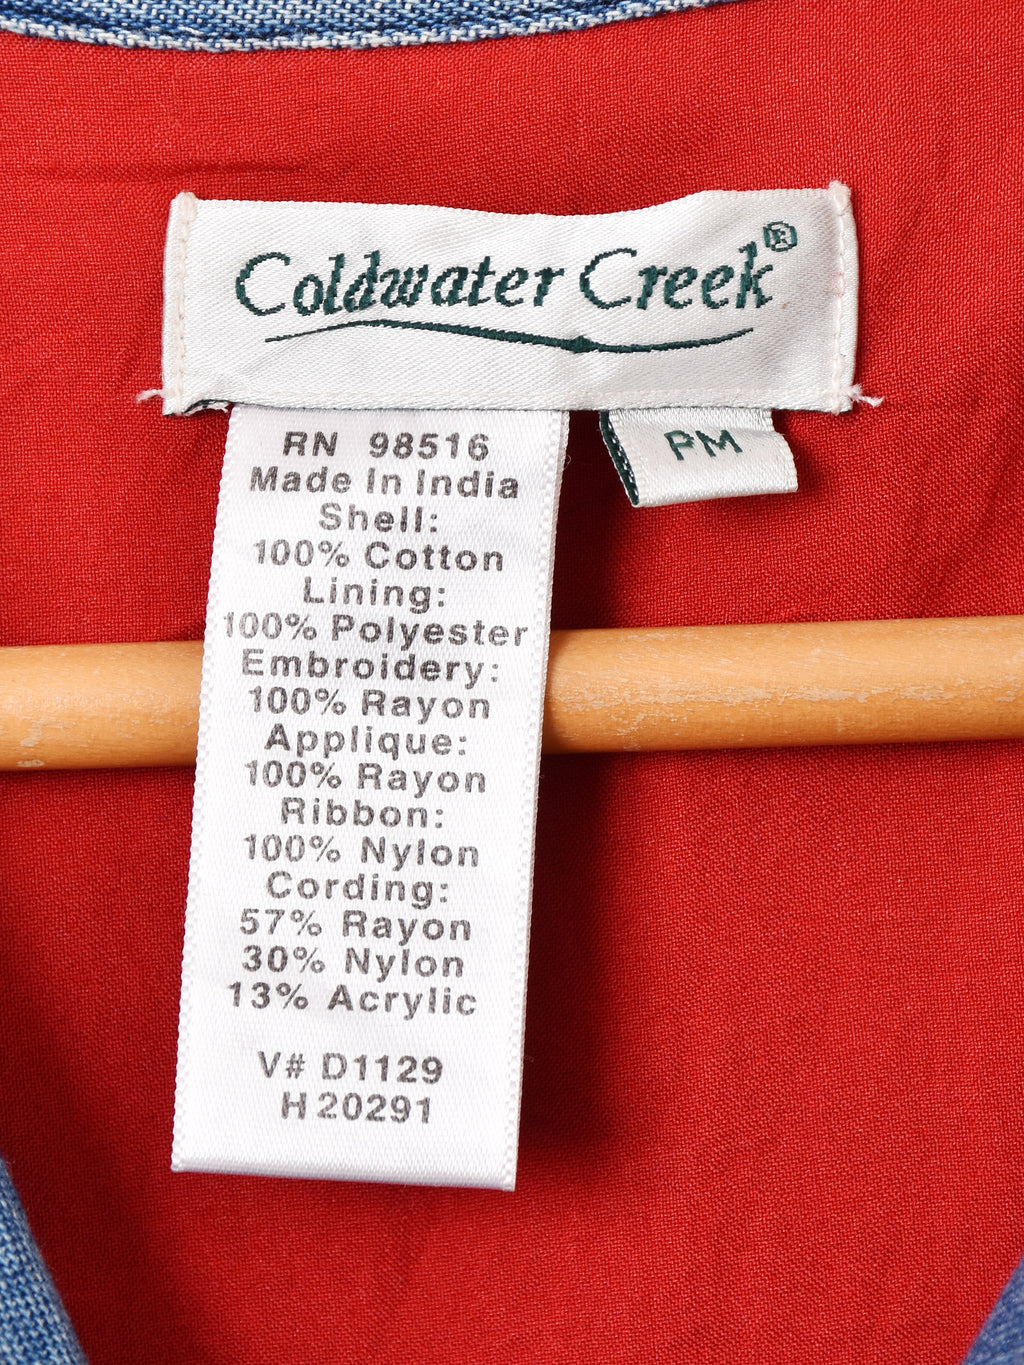 Coldwater Creek®
PM
RN 98516
Made In India
Shell:
100% Cotton
Lining:
100% Polyester
Embroidery:
100% Rayon
Applique:
100% Rayon
Ribbon:
100% Nylon
Cording:
57% Rayon
30% Nylon
13% Acrylic
V# D1129
H 20291